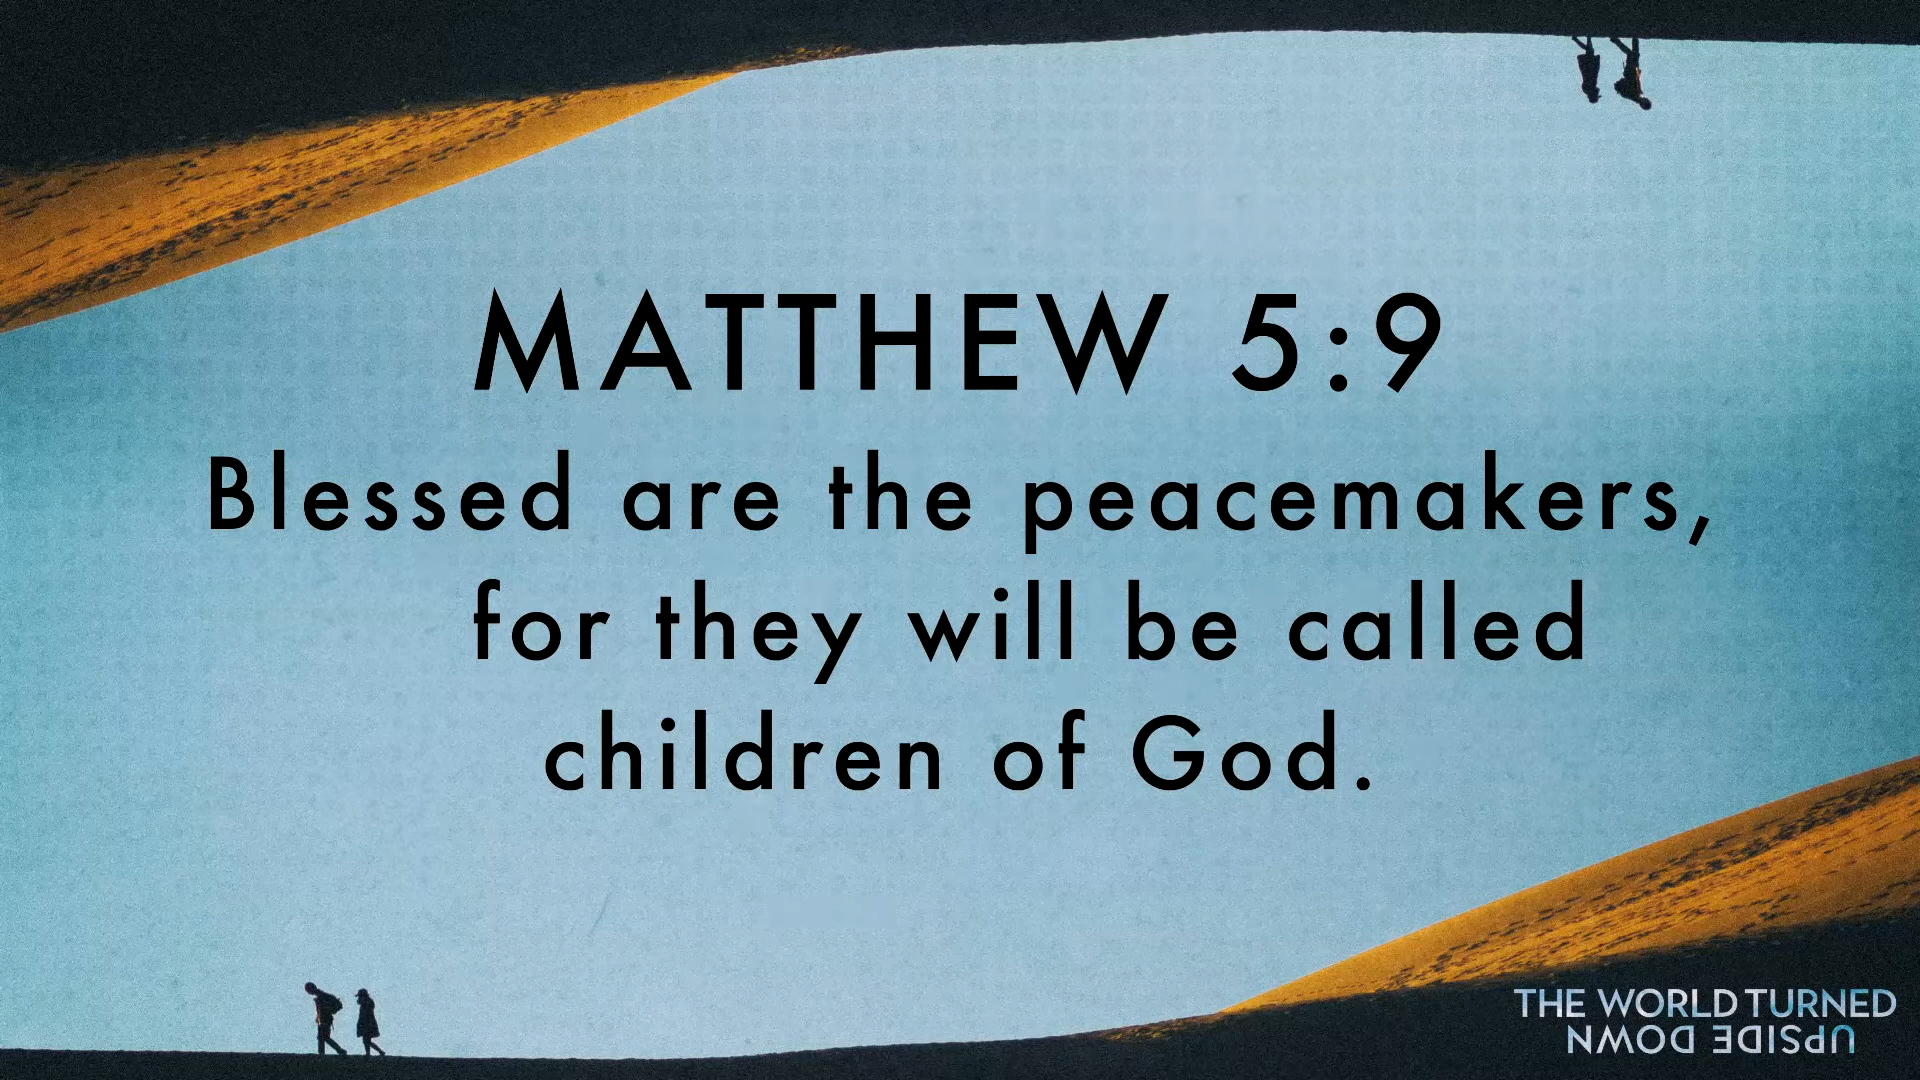 MATTHEW 5:9
Blessed are the peacemakers,
for they will be called
children of God.
THE WORLD TURNED
UPSIDE DOWN